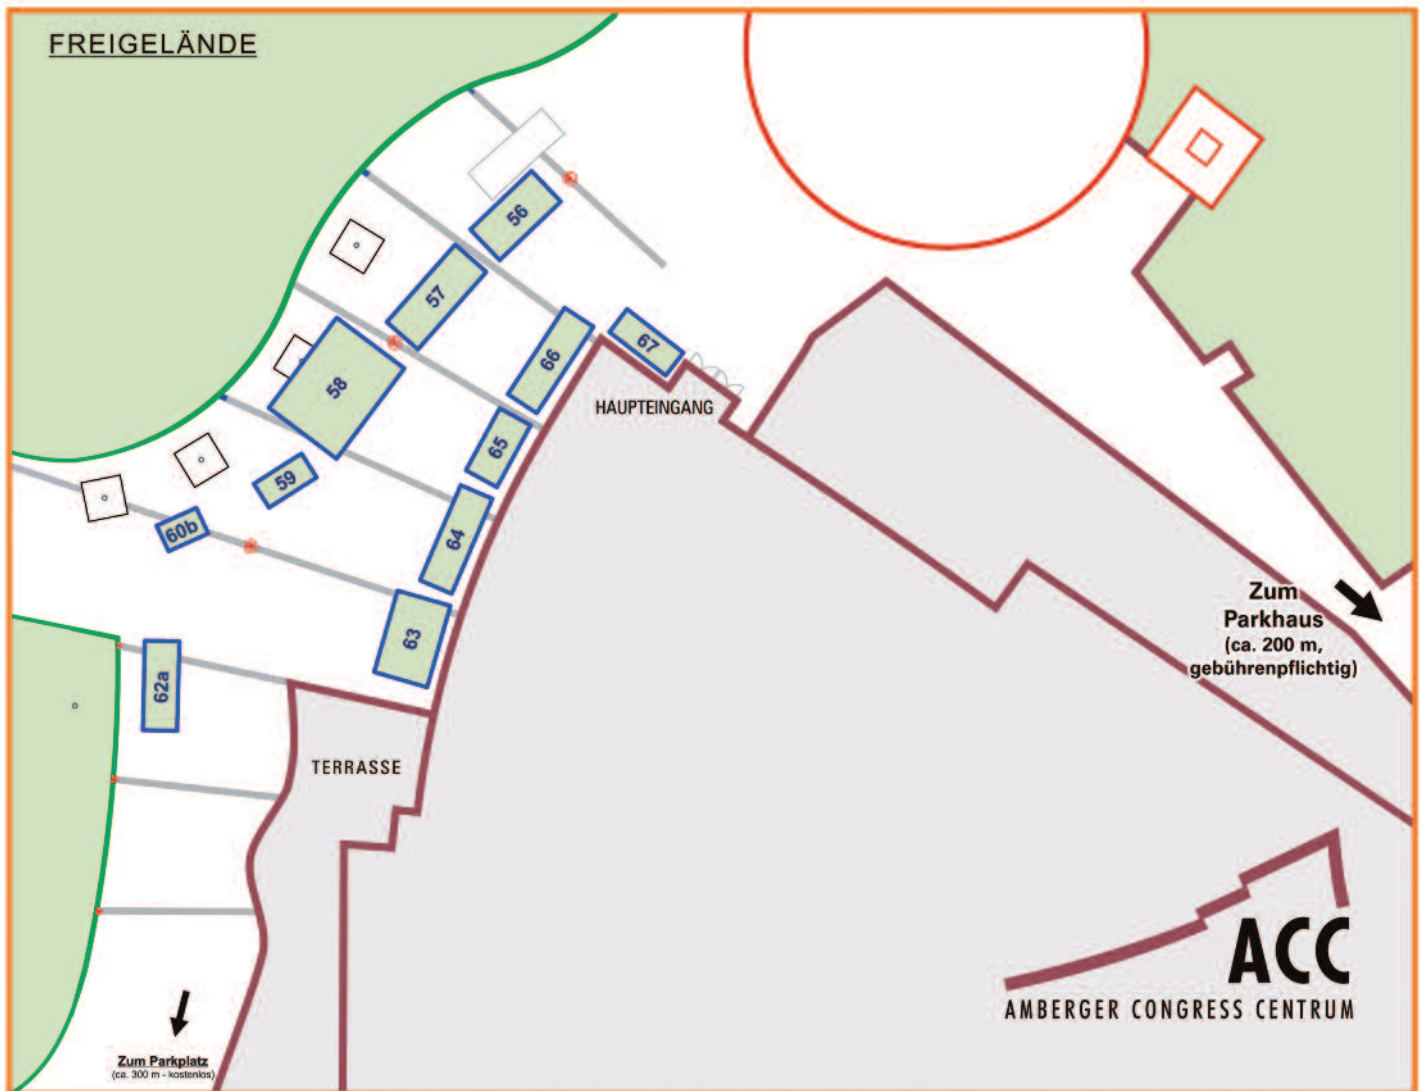 FREIGELÄNDE
56
57
66
67
58
HAUPTEINGANG
65
59
60b
64
63
62a
TERRASSE
Zum
Parkhaus
(ca. 200 m,
gebührenpflichtig)
ACC
AMBERGER CONGRESS CENTRUM
Zum Parkplatz
(ca. 300 m - kostenlos)